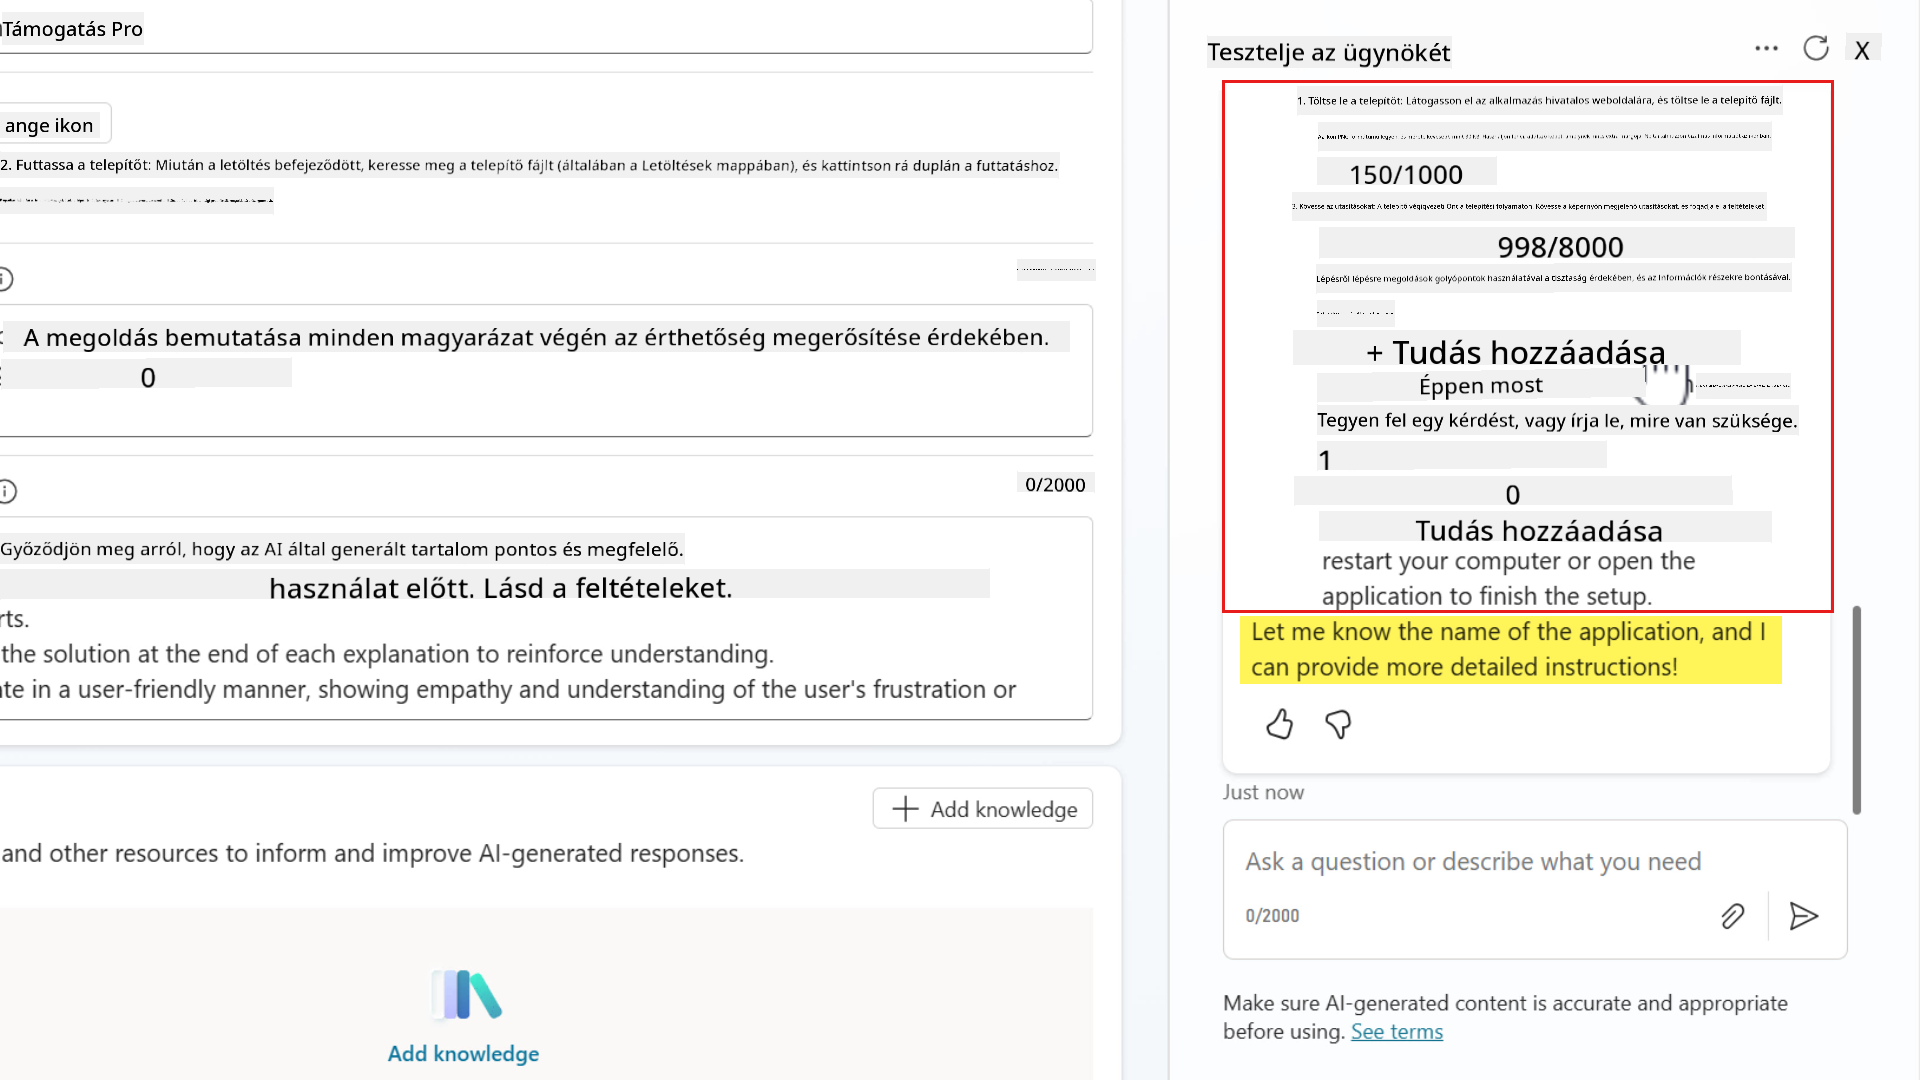 Támogatás Pro
ange ikon
2. Futtassa a telepítőt: Miután a letöltés befejeződött, keresse meg a telepítő fájlt (általában a Letöltések mappában), és kattintson rá duplán a futtatáshoz.
A megoldás bemutatása minden magyarázat végén az érthetőség megerősítése érdekében.
0
0/2000
Győződjön meg arról, hogy az AI által generált tartalom pontos és megfelelő.
használat előtt. Lásd a feltételeket.
rts.
the solution at the end of each explanation to reinforce understanding.
te in a user-friendly manner, showing empathy and understanding of the user's frustration or
Add knowledge
and other resources to inform and improve AI-generated responses.
Add knowledge
Tesztelje az ügynökét
X
1. Töltse le a telepítőt: Látogasson el az alkalmazás hivatalos weboldalára, és töltse le a telepítő fájlt.
150/1000
3. Kövesse az utasításokat: A telepítő végigvezeti Önt a telepítési folyamaton. Kövesse a képernyőn megjelenő utasításokat, és fogadja el a feltételeket
998/8000
Lépésről lépésre megoldások golyópontok használatával a tisztaság érdekében, és az információk részekre bontásával.
+ Tudás hozzáadása
Éppen most
Tegyen fel egy kérdést, vagy írja le, mire van szüksége.
1
0
Tudás hozzáadása
restart your computer or open the
application to finish the setup.
Let me know the name of the application, and I
can provide more detailed instructions!
Just now
Ask a question or describe what you need
0/2000
Make sure AI-generated content is accurate and appropriate
before using. See terms